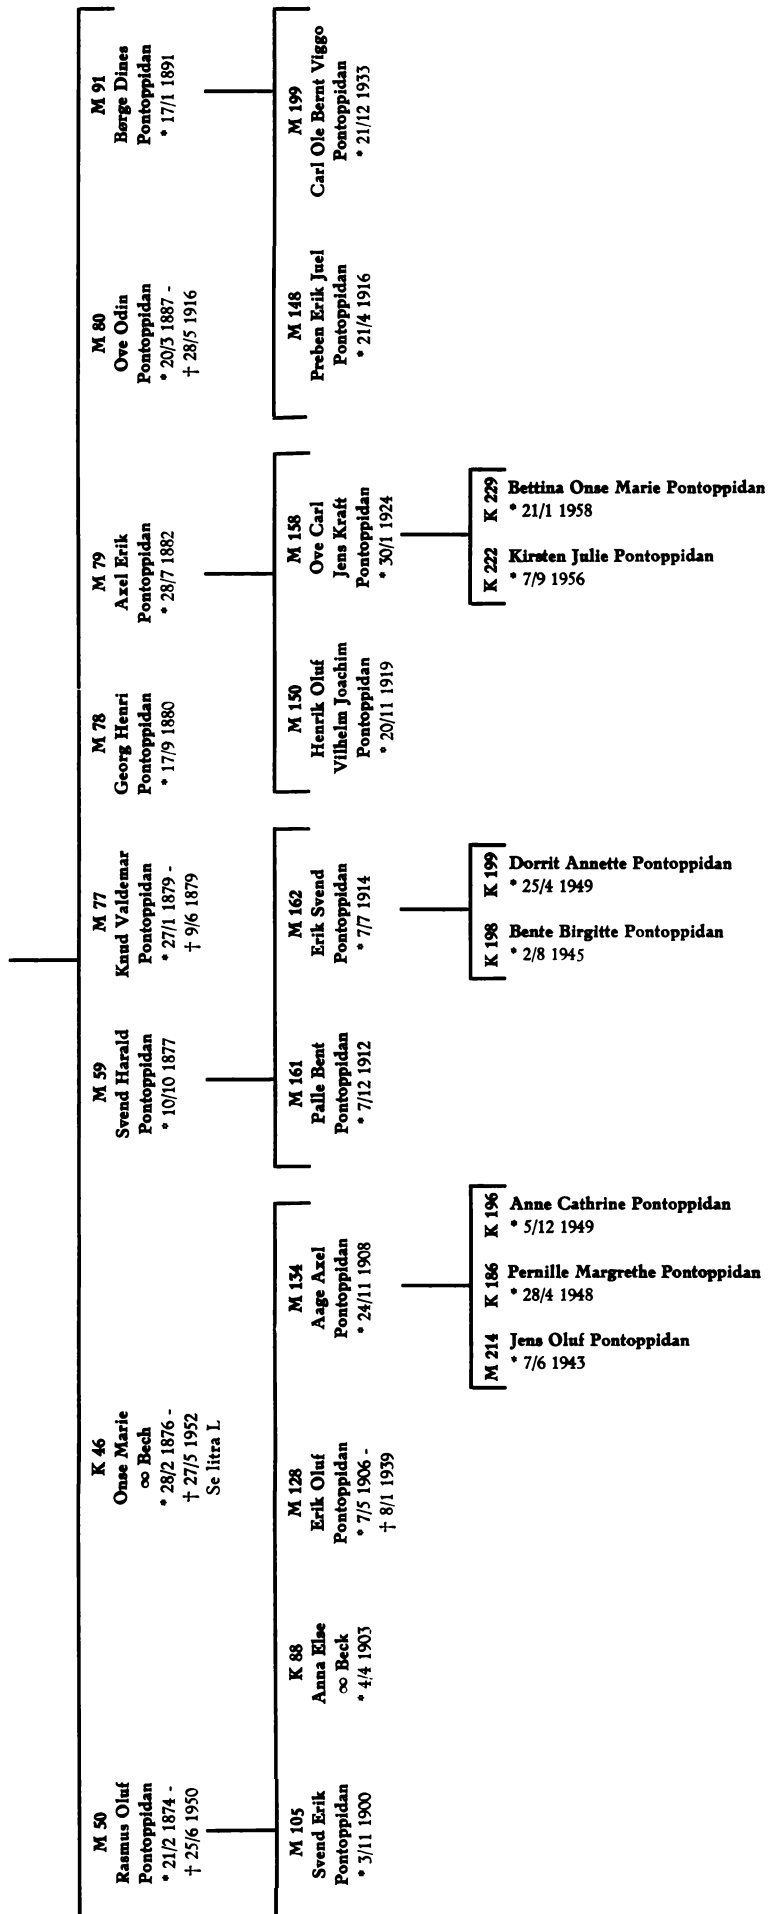 M 50
Rasmus Oluf
Pontoppidan
* 21/2 1874 -
† 25/6 1950
K 46
Onse Marie
∞ Bech
* 28/2 1876 -
† 27/5 1952
Se litra L
M 59
Svend Harald
Pontoppidan
* 10/10 1877
M 77
Knud Valdemar
Pontoppidan
* 27/1 1879 -
† 9/6 1879
M 78
Georg Henri
Pontoppidan
* 17/9 1880
M 79
Axel Erik
Pontoppidan
* 28/7 1882
M 80
Ove Odin
Pontoppidan
* 20/3 1887 -
† 28/5 1916
M 91
Børge Dines
Pontoppidan
* 17/1 1891
M 105
Svend Erik
Pontoppidan
* 3/11 1900
K 88
Anna Else
∞ Beck
* 4/4 1903
M 128
Erik Oluf
Pontoppidan
* 7/5 1906 -
† 8/1 1939
M 134
Aage Axel
Pontoppidan
* 24/11 1908
M 161
Palle Bent
Pontoppidan
* 7/12 1912
M 162
Erik Svend
Pontoppidan
* 7/7 1914
M 150
Henrik Oluf
Vilhelm Joachim
Pontoppidan
* 20/11 1919
M 158
Ove Carl
Jens Kraft
Pontoppidan
* 30/1 1924
M 148
Preben Erik Juel
Pontoppidan
* 21/4 1916
M 199
Carl Ole Bernt Viggo
Pontoppidan
* 21/12 1933
K 229 Bettina Onse Marie Pontoppidan
* 21/1 1958
K 222 Kirsten Julie Pontoppidan
* 7/9 1956
K 199 Dorrit Annette Pontoppidan
* 25/4 1949
K 198 Bente Birgitte Pontoppidan
* 2/8 1945
K 196 Anne Cathrine Pontoppidan
* 5/12 1949
K 186 Pernille Margrethe Pontoppidan
* 28/4 1948
M 214 Jens Oluf Pontoppidan
* 7/6 1943